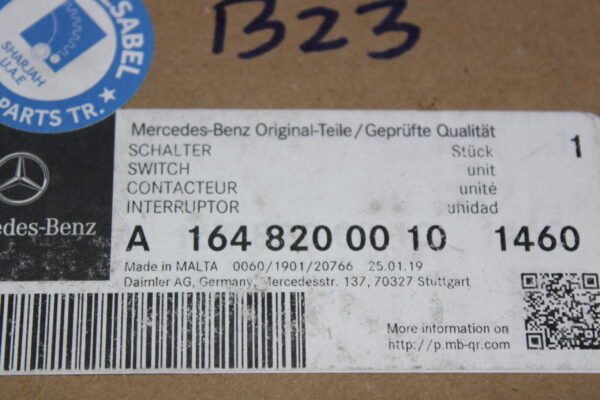 B23
SABEL
SHARJAH
U.A.E
PARTS TR. ★
Mercedes-Benz Original-Teile/Geprüfte Qualität
SCHALTER Stück 1
SWITCH unit
CONTACTEUR unité
INTERRUPTOR unidad
edes-Benz
A 164 820 00 10 1460
Made in MALTA 0060/1901/20766 25.01.19
Daimler AG, Germany, Mercedesstr. 137, 70327 Stuttgart
More information on
http://p.mb-qr.com/